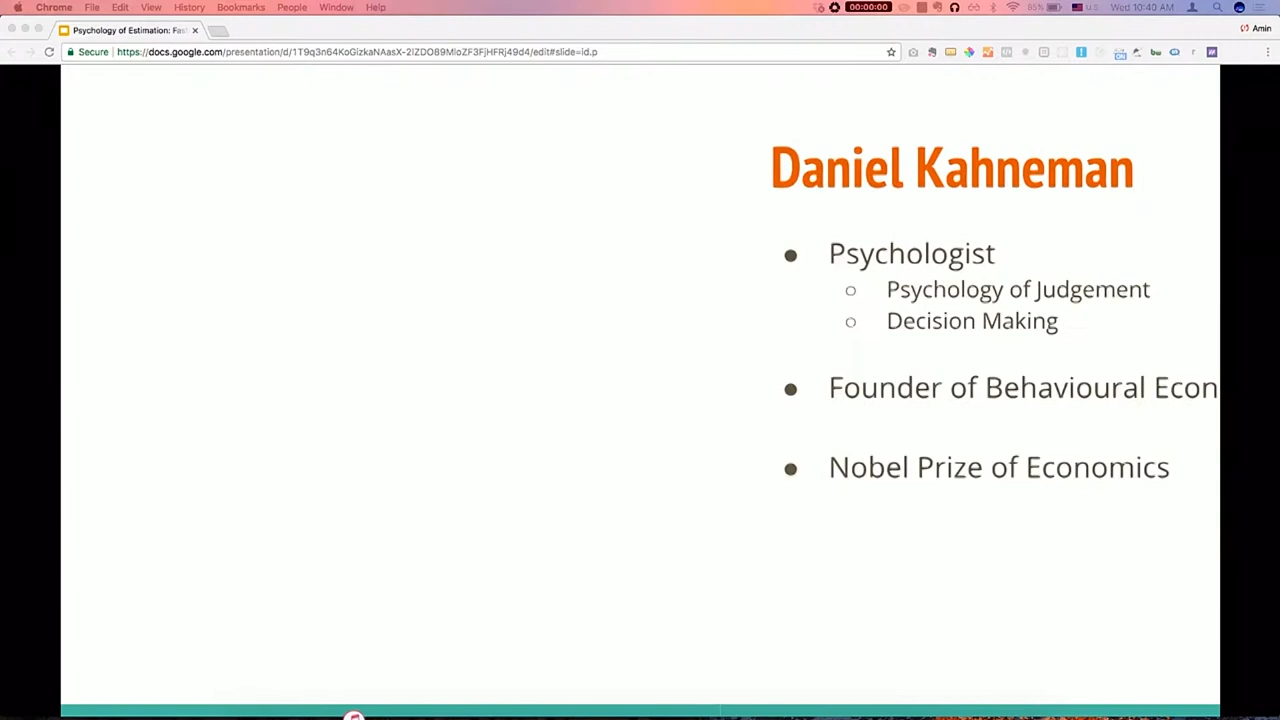 Chrome File Edit View History Bookmarks People Window Help 00:00:00 85% U.S. Wed 10:40 AM
Psychology of Estimation: Fas
Amin
Secure https://docs.google.com/presentation/d/1T9q3n64KoGizkaNAasX-2IZDO89MloZF3FjHFRj49d4/edit#slide=id.p
Daniel Kahneman
● Psychologist
○ Psychology of Judgement
○ Decision Making
● Founder of Behavioural Econ
● Nobel Prize of Economics